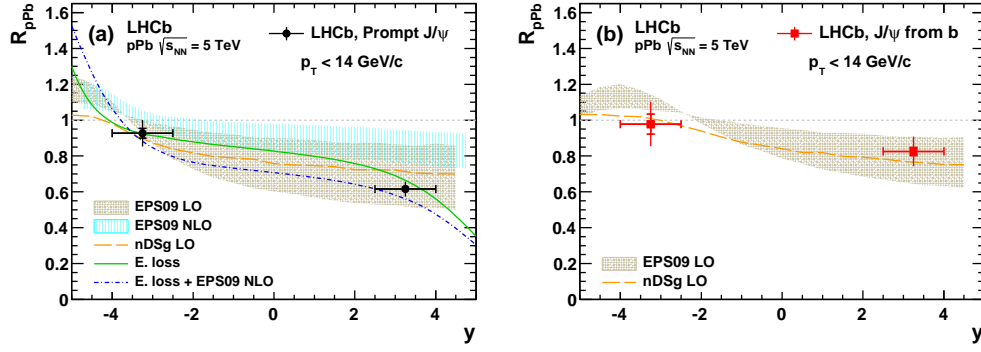 R_pPb
1.6
1.4
1.2
1
0.8
0.6
0.4
0.2
0
(a)
LHCb
pPb √s_NN = 5 TeV
LHCb, Prompt J/ψ
p_T < 14 GeV/c
EPS09 LO
EPS09 NLO
nDSg LO
E. loss
E. loss + EPS09 NLO
-4 -2 0 2 4
y
R_pPb
1.6
1.4
1.2
1
0.8
0.6
0.4
0.2
0
(b)
LHCb
pPb √s_NN = 5 TeV
LHCb, J/ψ from b
p_T < 14 GeV/c
EPS09 LO
nDSg LO
-4 -2 0 2 4
y